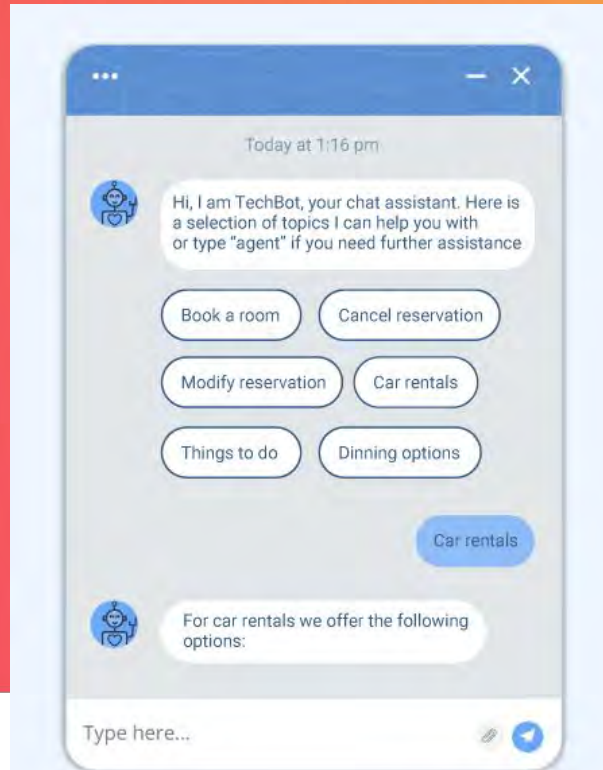 Today at 1:16 pm
Hi, I am TechBot, your chat assistant. Here is
a selection of topics I can help you with
or type “agent” if you need further assistance
Book a room
Cancel reservation
Modify reservation
Car rentals
Things to do
Dinning options
Car rentals
For car rentals we offer the following
options:
Type here...